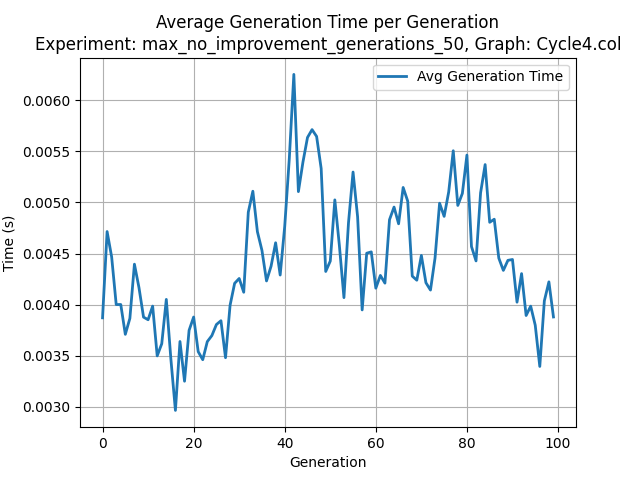 Average Generation Time per Generation
Experiment: max_no_improvement_generations_50, Graph: Cycle4.col
Avg Generation Time
0.0060
0.0055
0.0050
0.0045
0.0040
0.0035
0.0030
Time (s)
0 20 40 60 80 100
Generation